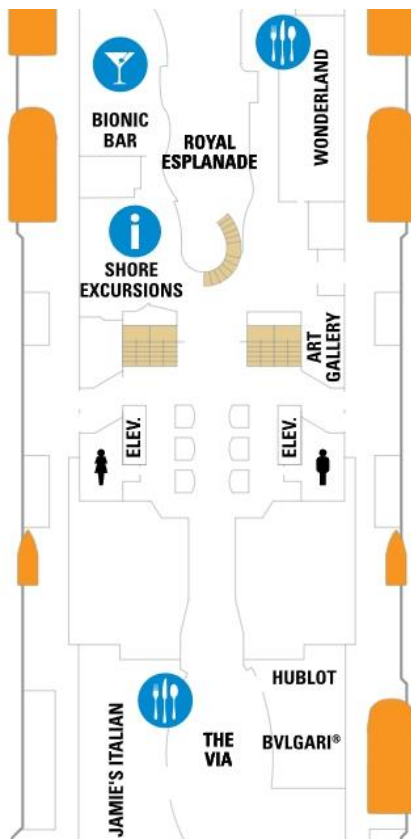 BIONIC
BAR
ROYAL
ESPLANADE
WONDERLAND
i
SHORE
EXCURSIONS
ART
GALLERY
ELEV.
ELEV.
HUBLOT
JAMIE'S ITALIAN
THE
VIA
BVLGARI®